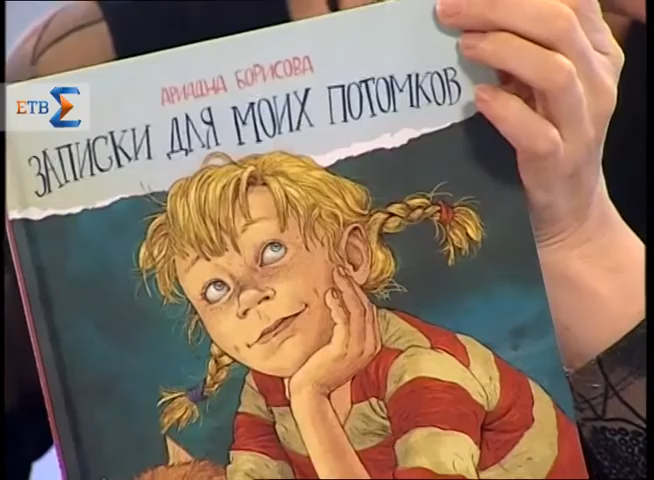 ЕТВ
АРИАДНА БОРИСОВА
ЗАПИСКИ ДЛЯ МОИХ ПОТОМКОВ